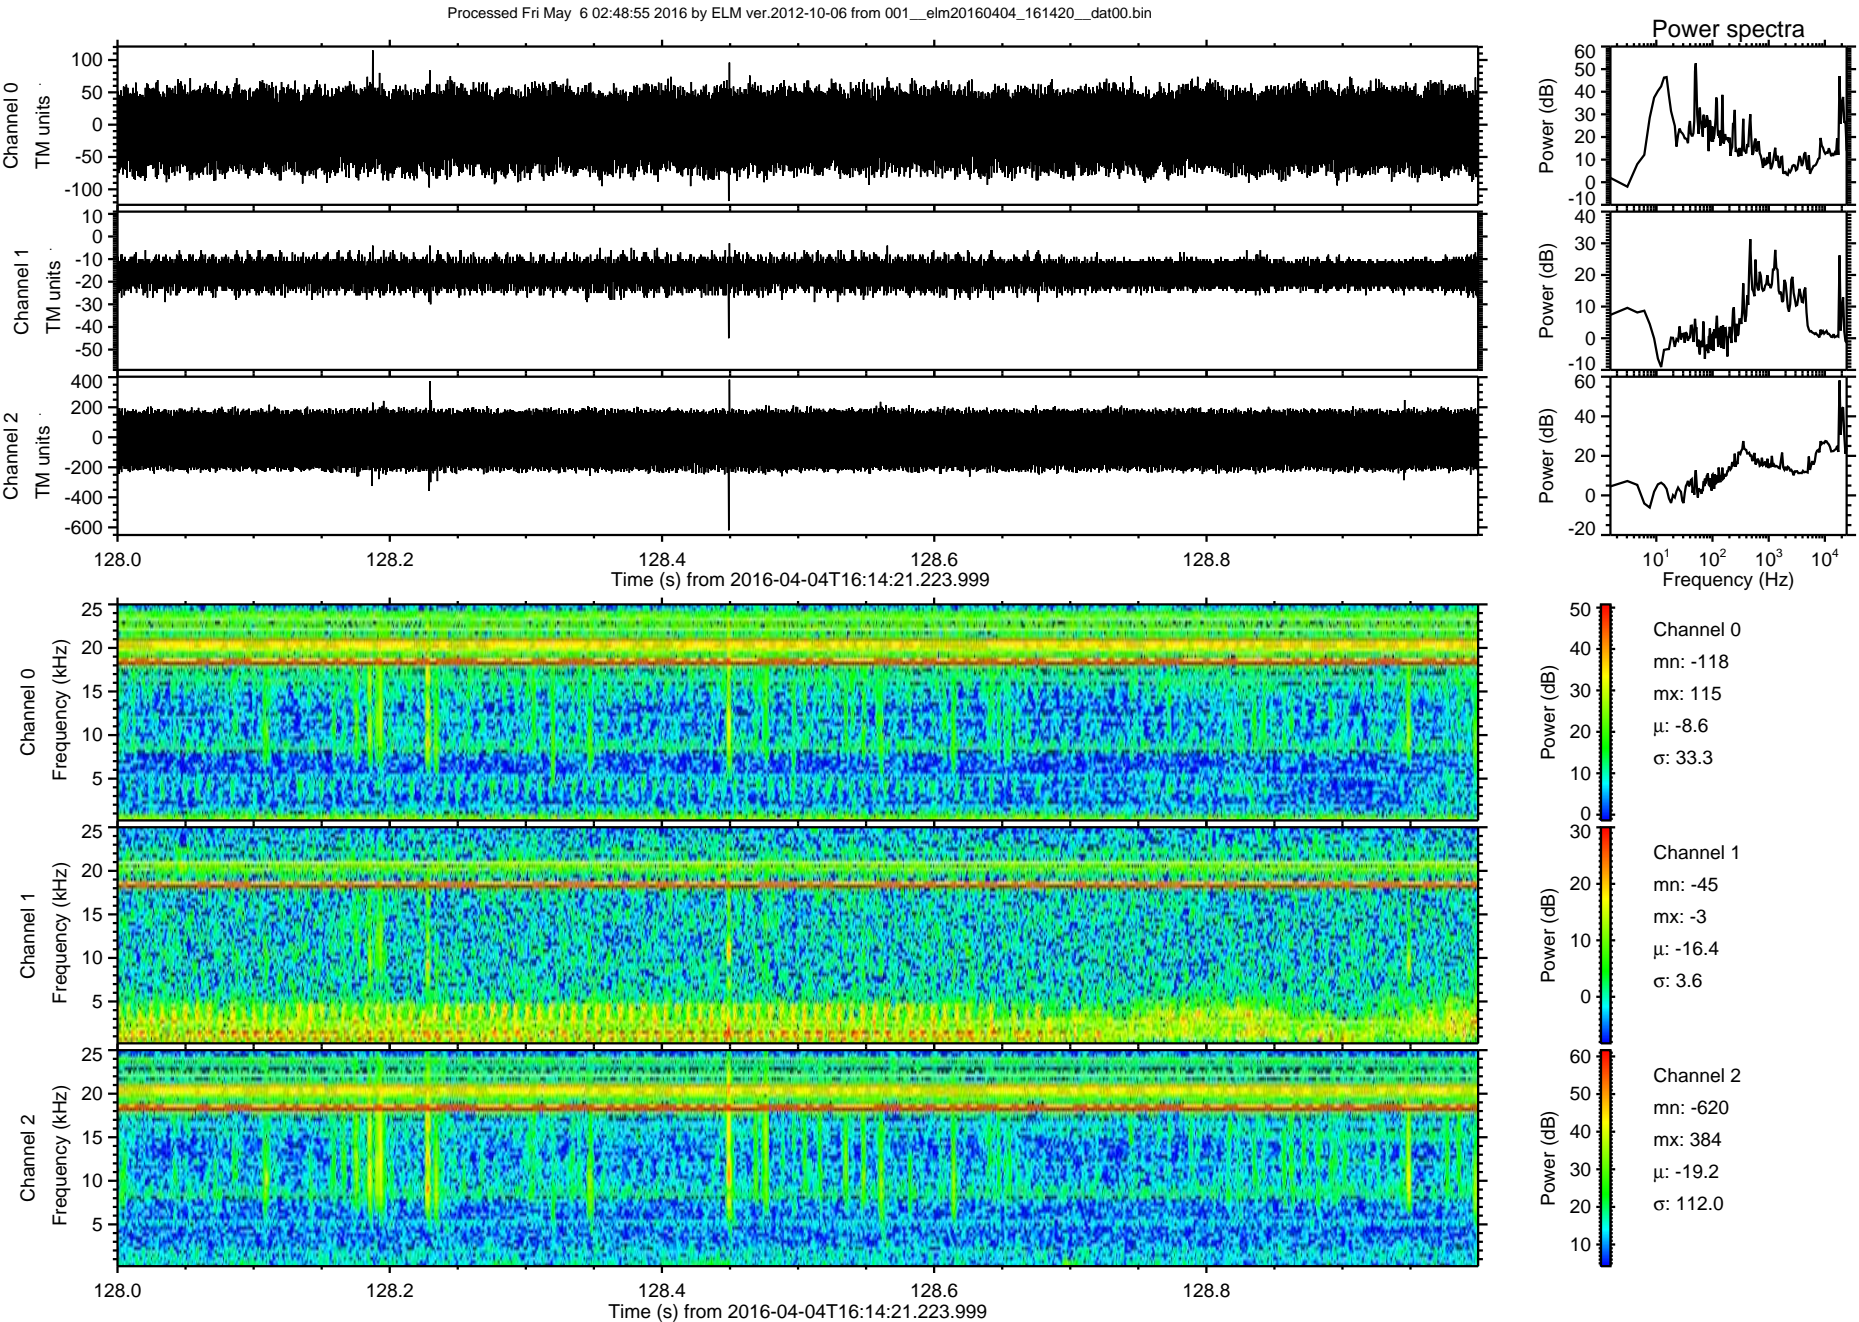 Processed Fri May  6 02:48:55 2016 by ELM ver.2012-10-06 from 001__elm20160404_161420__dat00.bin
Power spectra
Channel 0
TM units
100
50
0
-50
-100
Power (dB)
60
50
40
30
20
10
0
-10
Channel 1
TM units
10
0
-10
-20
-30
-40
-50
Power (dB)
40
30
20
10
0
-10
Channel 2
TM units
400
200
0
-200
-400
-600
Power (dB)
60
40
20
0
-20
128.0 128.2 128.4 128.6 128.8
Time (s) from 2016-04-04T16:14:21.223.999
10¹ 10² 10³ 10⁴
Frequency (Hz)
Channel 0
Frequency (kHz)
25
20
15
10
5
Power (dB)
50
40
30
20
10
0
Channel 0
mn: -118
mx: 115
μ: -8.6
σ: 33.3
Channel 1
Frequency (kHz)
25
20
15
10
5
Power (dB)
30
20
10
0
Channel 1
mn: -45
mx: -3
μ: -16.4
σ: 3.6
Channel 2
Frequency (kHz)
25
20
15
10
5
Power (dB)
60
50
40
30
20
10
Channel 2
mn: -620
mx: 384
μ: -19.2
σ: 112.0
128.0 128.2 128.4 128.6 128.8
Time (s) from 2016-04-04T16:14:21.223.999